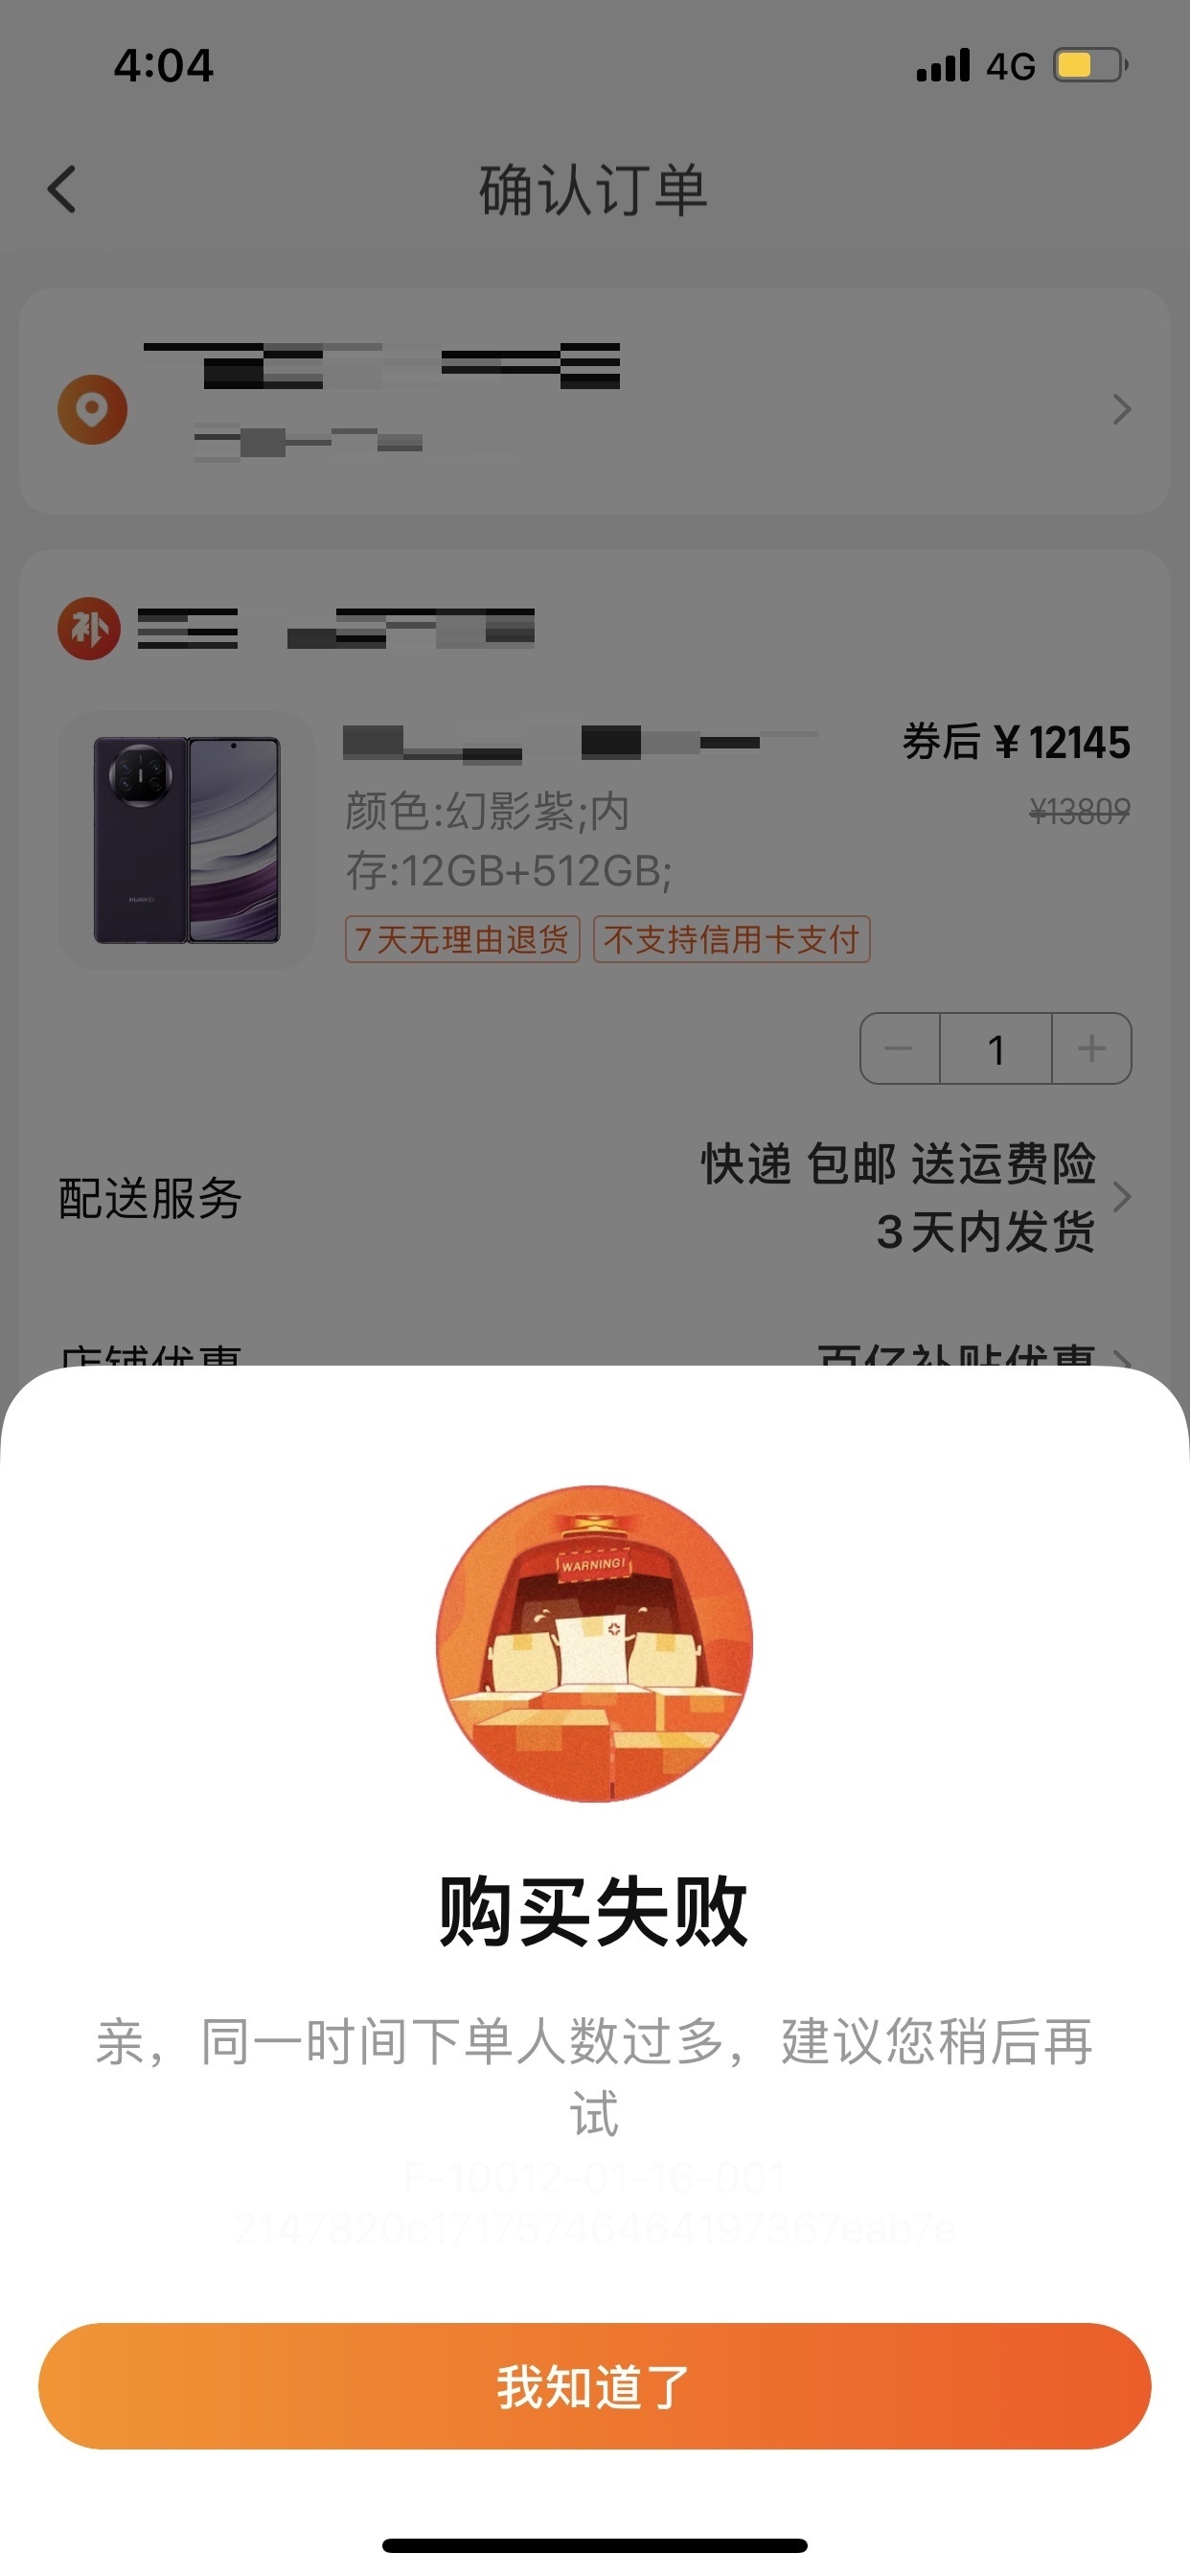 4:04
4G
确认订单
补
券后 ¥12145
颜色:幻影紫;内
¥13809
存:12GB+512GB;
HUAWEI
7天无理由退货 不支持信用卡支付
1
快递 包邮 送运费险
配送服务
3天内发货
店铺优惠 百亿补贴优惠
WARNING!
购买失败
亲，同一时间下单人数过多，建议您稍后再
试
F-10012-01-16-001
2147820c17175746464197367eab7e
我知道了